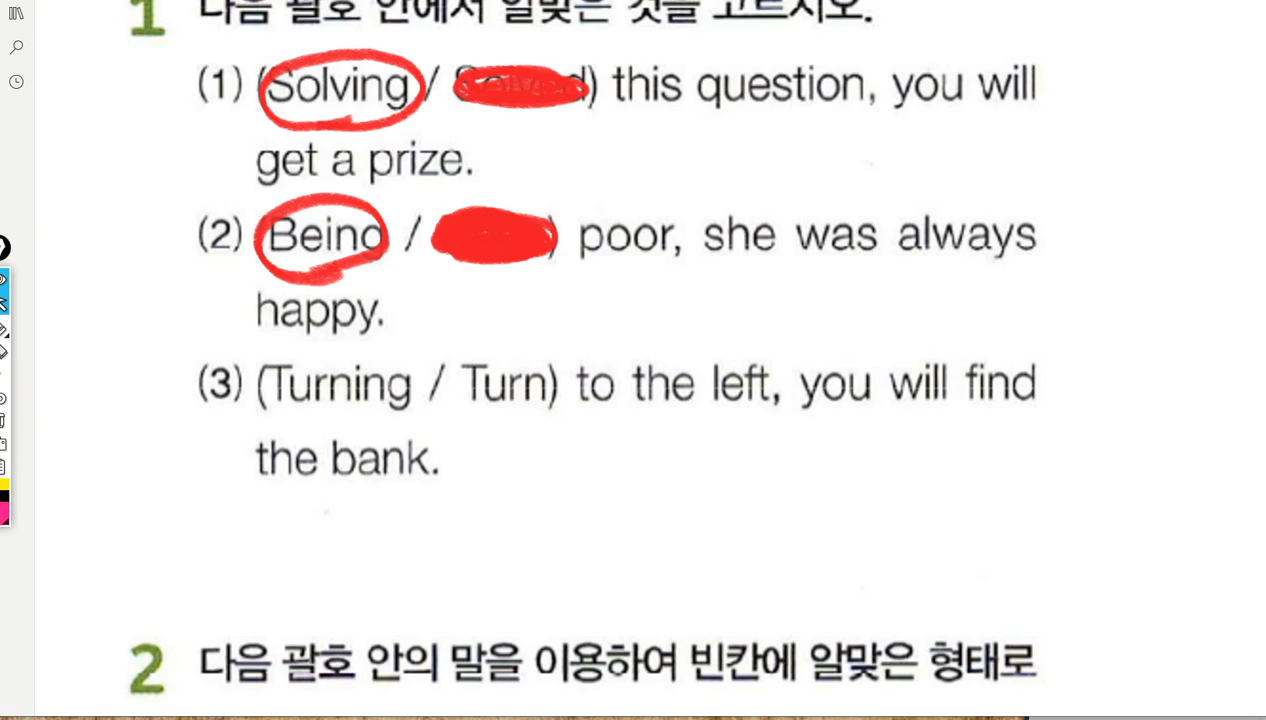 1 다음 괄호 안에서 알맞은 것을 고르시오.
(1) (Solving / Solved) this question, you will
get a prize.
(2) (Being / ) poor, she was always
happy.
(3) (Turning / Turn) to the left, you will find
the bank.
2 다음 괄호 안의 말을 이용하여 빈칸에 알맞은 형태로